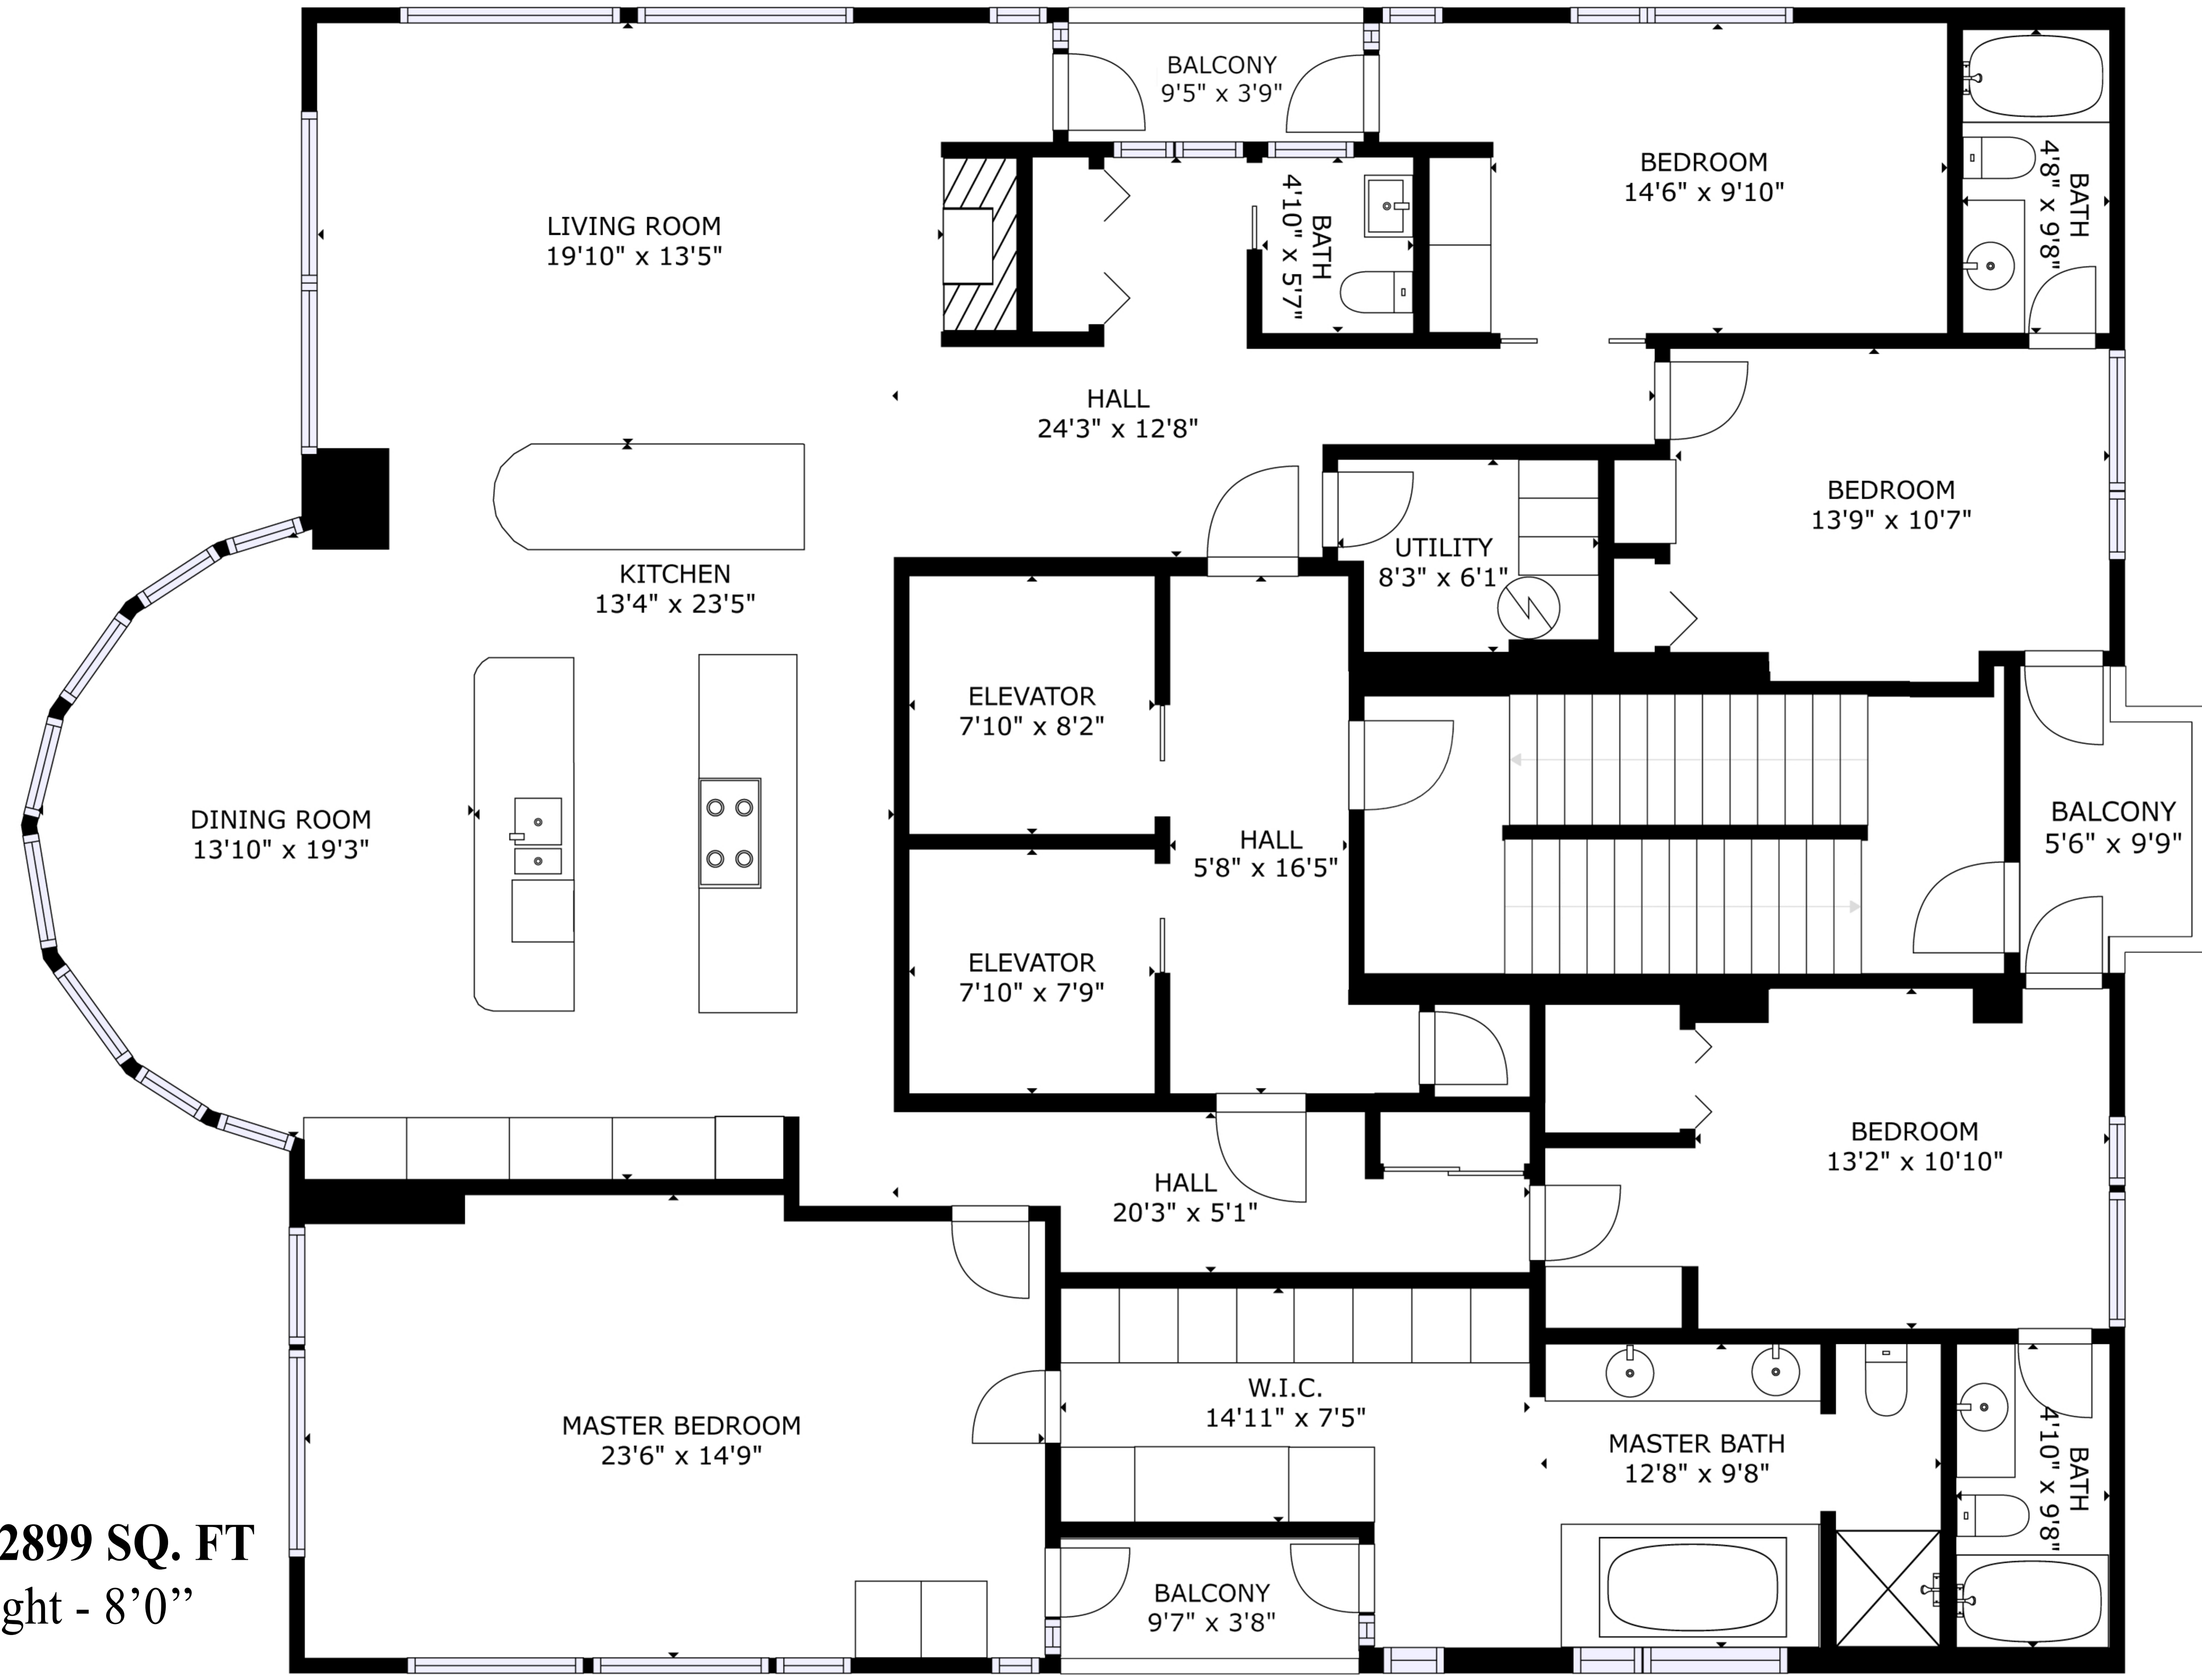 BALCONY
9'5" x 3'9"
LIVING ROOM
19'10" x 13'5"
BATH
4'10" x 5'7"
BEDROOM
14'6" x 9'10"
BATH
4'8" x 9'8"
HALL
24'3" x 12'8"
KITCHEN
13'4" x 23'5"
UTILITY
8'3" x 6'1"
BEDROOM
13'9" x 10'7"
ELEVATOR
7'10" x 8'2"
DINING ROOM
13'10" x 19'3"
HALL
5'8" x 16'5"
BALCONY
5'6" x 9'9"
ELEVATOR
7'10" x 7'9"
HALL
20'3" x 5'1"
BEDROOM
13'2" x 10'10"
W.I.C.
14'11" x 7'5"
MASTER BEDROOM
23'6" x 14'9"
MASTER BATH
12'8" x 9'8"
BATH
4'10" x 9'8"
BALCONY
9'7" x 3'8"
2899 SQ. FT
ght - 8’0”